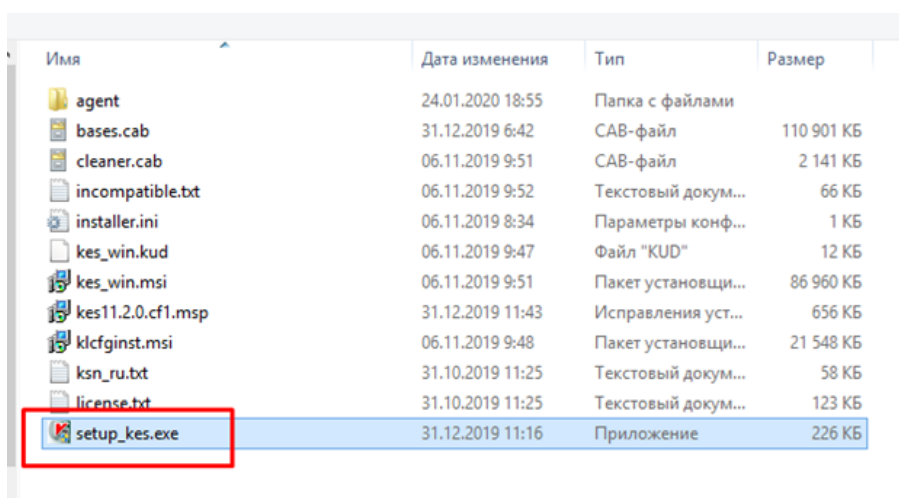 Имя Дата изменения Тип Размер
agent 24.01.2020 18:55 Папка с файлами
bases.cab 31.12.2019 6:42 CAB-файл 110 901 КБ
cleaner.cab 06.11.2019 9:51 CAB-файл 2 141 КБ
incompatible.txt 06.11.2019 9:52 Текстовый докум... 66 КБ
installer.ini 06.11.2019 8:34 Параметры конф... 1 КБ
kes_win.kud 06.11.2019 9:47 Файл "KUD" 12 КБ
kes_win.msi 06.11.2019 9:51 Пакет установщи... 86 960 КБ
kes11.2.0.cf1.msp 31.12.2019 11:43 Исправления уст... 656 КБ
klcfginst.msi 06.11.2019 9:48 Пакет установщи... 21 548 КБ
ksn_ru.txt 31.10.2019 11:25 Текстовый докум... 58 КБ
license.txt 31.10.2019 11:25 Текстовый докум... 123 КБ
setup_kes.exe 31.12.2019 11:16 Приложение 226 КБ